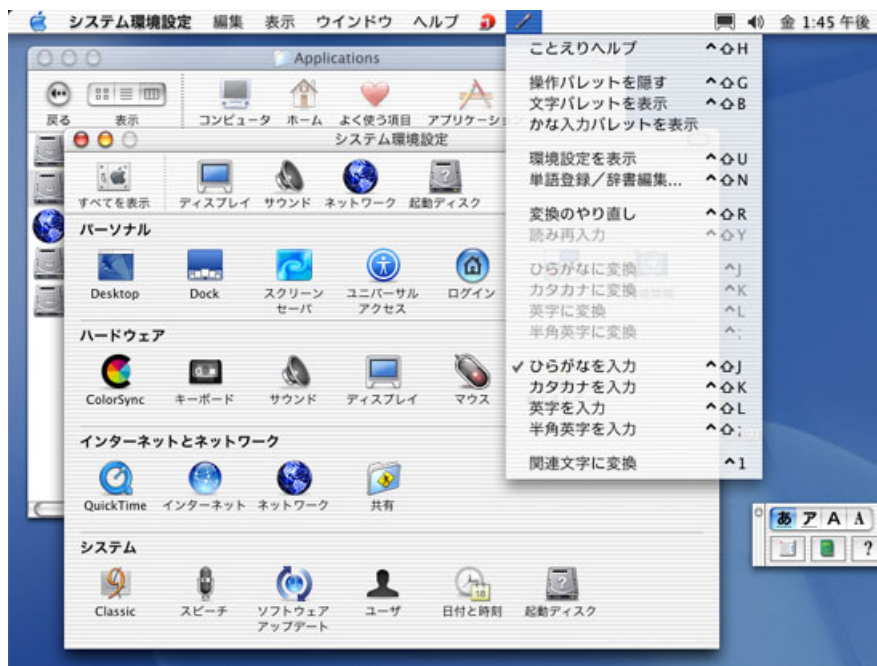 システム環境設定 編集 表示 ウインドウ ヘルプ 金 1:45 午後
Applications
戻る 表示 コンピュータ ホーム よく使う項目
システム環境設定
すべてを表示 ディスプレイ サウンド ネットワーク 起動ディスク
パーソナル
Desktop Dock スクリーン
セーバ ユニバーサル
アクセス ログイン
ハードウェア
ColorSync キーボード サウンド ディスプレイ マウス
インターネットとネットワーク
QuickTime インターネット ネットワーク 共有
システム
Classic スピーチ ソフトウェア
アップデート ユーザ 日付と時刻 起動ディスク
ことえりヘルプ ^⇧H
操作パレットを隠す ^⇧G
文字パレットを表示 ^⇧B
かな入力パレットを表示
環境設定を表示 ^⇧U
単語登録／辞書編集... ^⇧N
変換のやり直し ^⇧R
読み再入力 ^⇧Y
ひらがなに変換 ^J
カタカナに変換 ^K
英字に変換 ^L
半角英字に変換 ^;
✓ ひらがなを入力 ^⇧J
カタカナを入力 ^⇧K
英字を入力 ^⇧L
半角英字を入力 ^⇧;
関連文字に変換 ^1
あ ア A A
?